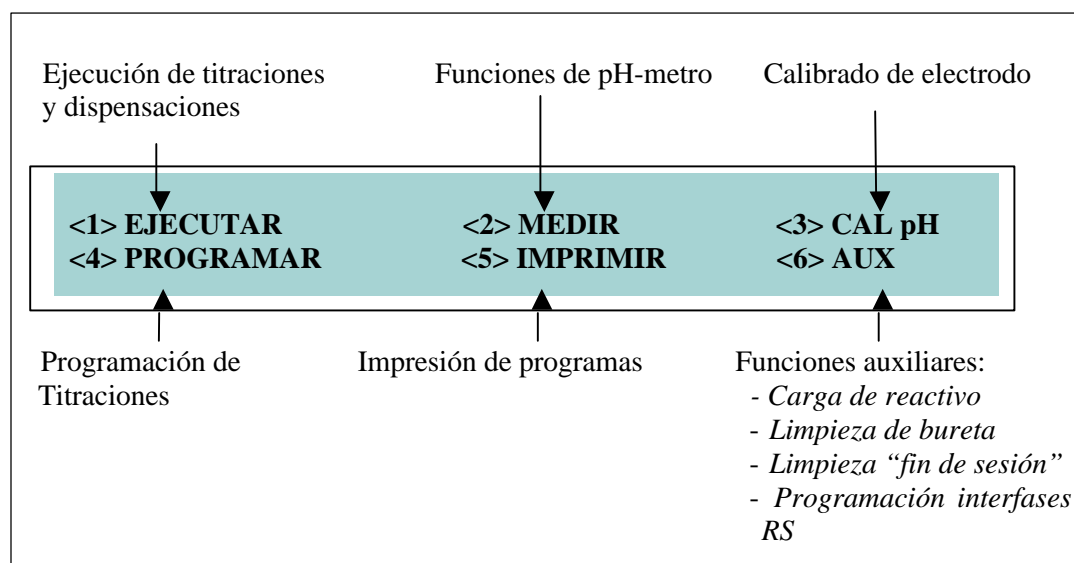 Ejecución de titraciones
y dispensaciones
Funciones de pH-metro
Calibrado de electrodo
<1> EJECUTAR <2> MEDIR <3> CAL pH
<4> PROGRAMAR <5> IMPRIMIR <6> AUX
Programación de
Titraciones
Impresión de programas
Funciones auxiliares:
- Carga de reactivo
- Limpieza de bureta
- Limpieza “fin de sesión”
- Programación interfases
RS